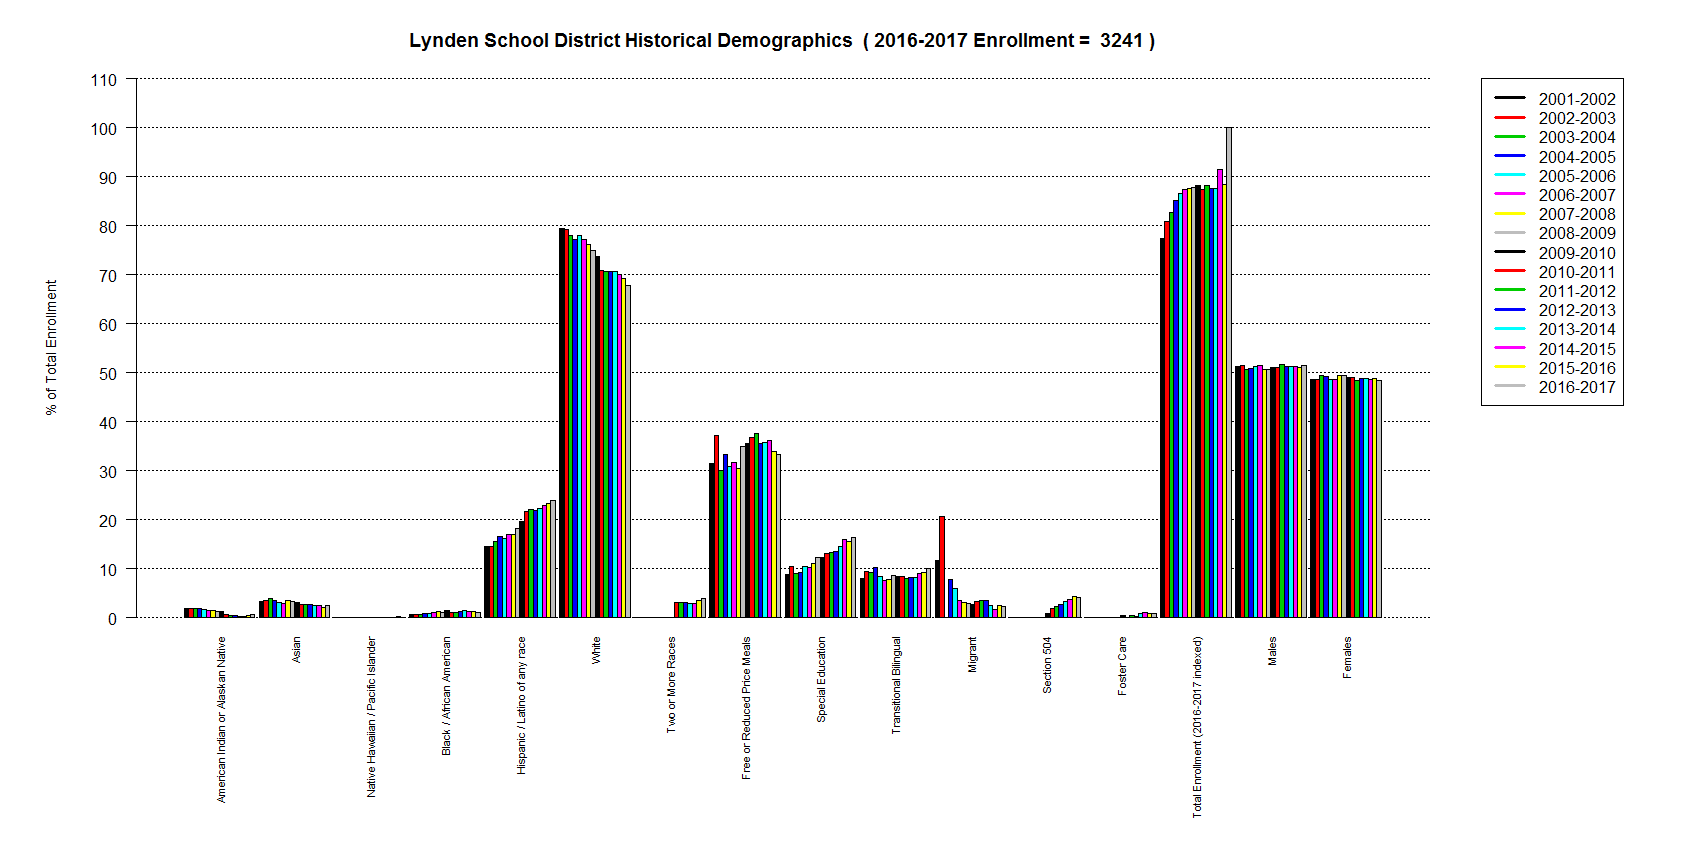 Lynden School District Historical Demographics ( 2016-2017 Enrollment = 3241 )
% of Total Enrollment
110
100
90
80
70
60
50
40
30
20
10
0
American Indian or Alaskan Native
Asian
Native Hawaiian / Pacific Islander
Black / African American
Hispanic / Latino of any race
White
Two or More Races
Free or Reduced Price Meals
Special Education
Transitional Bilingual
Migrant
Section 504
Foster Care
Total Enrollment (2016-2017 indexed)
Males
Females
2001-2002
2002-2003
2003-2004
2004-2005
2005-2006
2006-2007
2007-2008
2008-2009
2009-2010
2010-2011
2011-2012
2012-2013
2013-2014
2014-2015
2015-2016
2016-2017